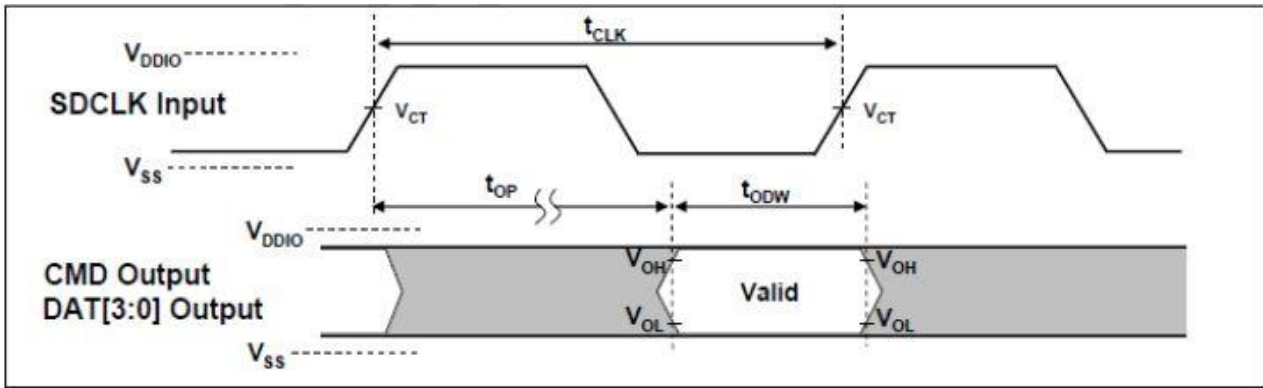 tCLK
VDDIO
SDCLK Input
VCT
VCT
VSS
tOP
tODW
VDDIO
CMD Output
DAT[3:0] Output
VOH
VOH
Valid
VOL
VOL
VSS